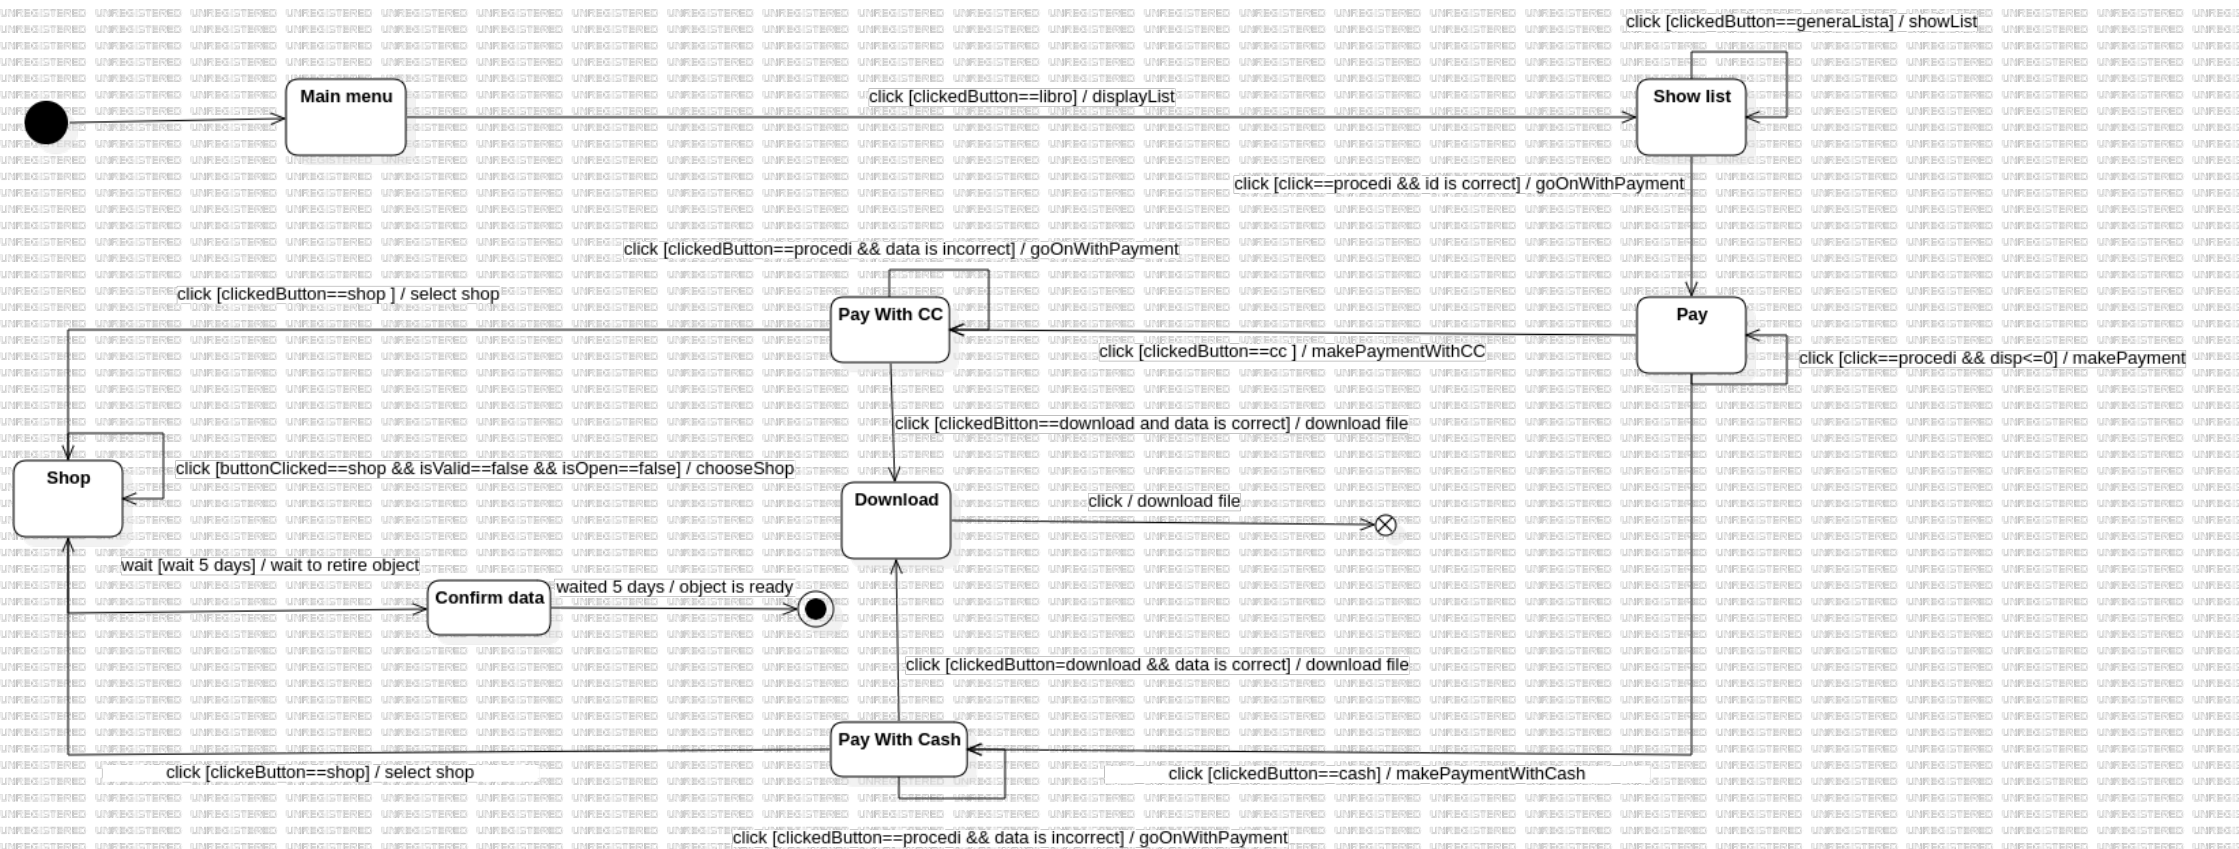 click [clickedButton==generaLista] / showList
Main menu
click [clickedButton==libro] / displayList
Show list
click [click==procedi && id is correct] / goOnWithPayment
click [clickedButton==procedi && data is incorrect] / goOnWithPayment
click [clickedButton==shop ] / select shop
Pay With CC
Pay
click [clickedButton==cc ] / makePaymentWithCC
click [click==procedi && disp<=0] / makePayment
click [clickedBitton==download and data is correct] / download file
Shop
click [buttonClicked==shop && isValid==false && isOpen==false] / chooseShop
Download
click / download file
wait [wait 5 days] / wait to retire object
Confirm data
waited 5 days / object is ready
click [clickedButton=download && data is correct] / download file
Pay With Cash
click [clickeButton==shop] / select shop
click [clickedButton==cash] / makePaymentWithCash
click [clickedButton==procedi && data is incorrect] / goOnWithPayment
UNREGISTERED